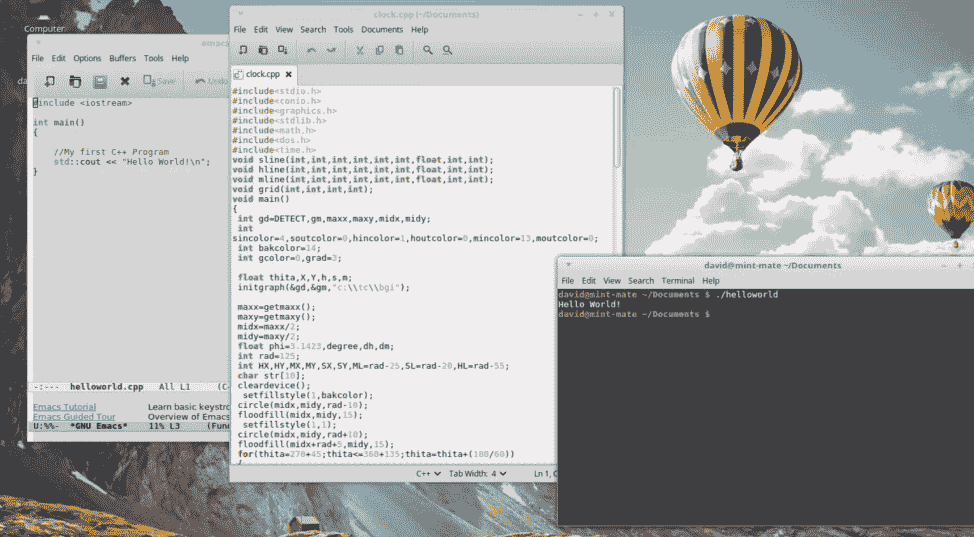 Computer
File Edit Options Buffers Tools Help
Save Undo
#include <iostream>
int main()
{
//My first C++ Program
std::cout << "Hello World!\n";
}
-:--- helloworld.cpp All L1
Emacs Tutorial Learn basic keystro
Emacs Guided Tour Overview of Emacs
U:%%- *GNU Emacs* 11% L3 (Fund
clock.cpp (~/Documents)
File Edit View Search Tools Documents Help
clock.cpp
#include<stdio.h>
#include<conio.h>
#include<graphics.h>
#include<stdlib.h>
#include<math.h>
#include<dos.h>
#include<time.h>
void sline(int,int,int,int,int,int,float,int,int);
void hline(int,int,int,int,int,int,float,int,int);
void mline(int,int,int,int,int,int,float,int,int);
void grid(int,int,int,int);
void main()
{
int gd=DETECT,gm,maxx,maxy,midx,midy;
int
sincolor=4,soutcolor=0,hincolor=1,houtcolor=0,mincolor=13,moutcolor=0;
int bakcolor=14;
int gcolor=0,grad=3;
float thita,X,Y,h,s,m;
initgraph(&gd,&gm,"c:\\tc\\bgi");
maxx=getmaxx();
maxy=getmaxy();
midx=maxx/2;
midy=maxy/2;
float phi=3.1423,degree,dh,dm;
int rad=125;
int HX,HY,MX,MY,SX,SY,ML=rad-25,SL=rad-20,HL=rad-55;
char str[10];
cleardevice();
setfillstyle(1,bakcolor);
circle(midx,midy,rad-10);
floodfill(midx,midy,15);
setfillstyle(1,1);
circle(midx,midy,rad+10);
floodfill(midx+rad+5,midy,15);
for(thita=270+45;thita<=360+135;thita=thita+(180/60))
C++ Tab Width: 4 Ln 1, C
david@mint-mate ~/Documents
File Edit View Search Terminal Help
david@mint-mate ~/Documents $ ./helloworld
Hello World!
david@mint-mate ~/Documents $